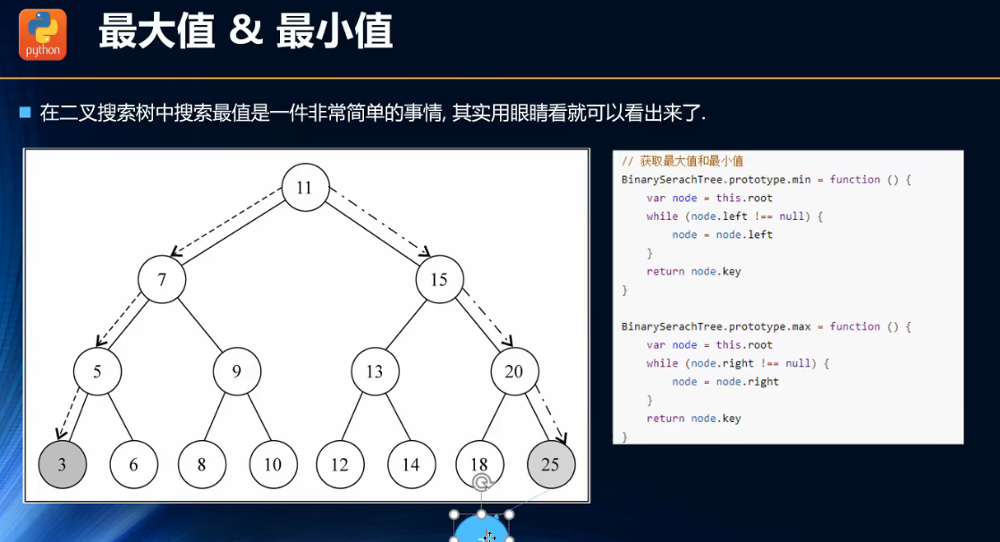 python
最大值 & 最小值
在二叉搜索树中搜索最值是一件非常简单的事情, 其实用眼睛看就可以看出来了.
11
7
15
5
9
13
20
3
6
8
10
12
14
18
25
// 获取最大值和最小值
BinarySerachTree.prototype.min = function () {
    var node = this.root
    while (node.left !== null) {
        node = node.left
    }
    return node.key
}
BinarySerachTree.prototype.max = function () {
    var node = this.root
    while (node.right !== null) {
        node = node.right
    }
    return node.key
}